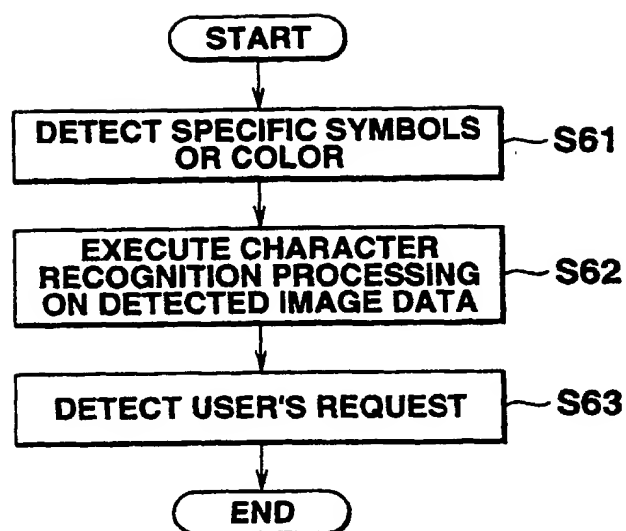 START
DETECT SPECIFIC SYMBOLS
OR COLOR
S61
EXECUTE CHARACTER
RECOGNITION PROCESSING
ON DETECTED IMAGE DATA
S62
DETECT USER'S REQUEST
S63
END